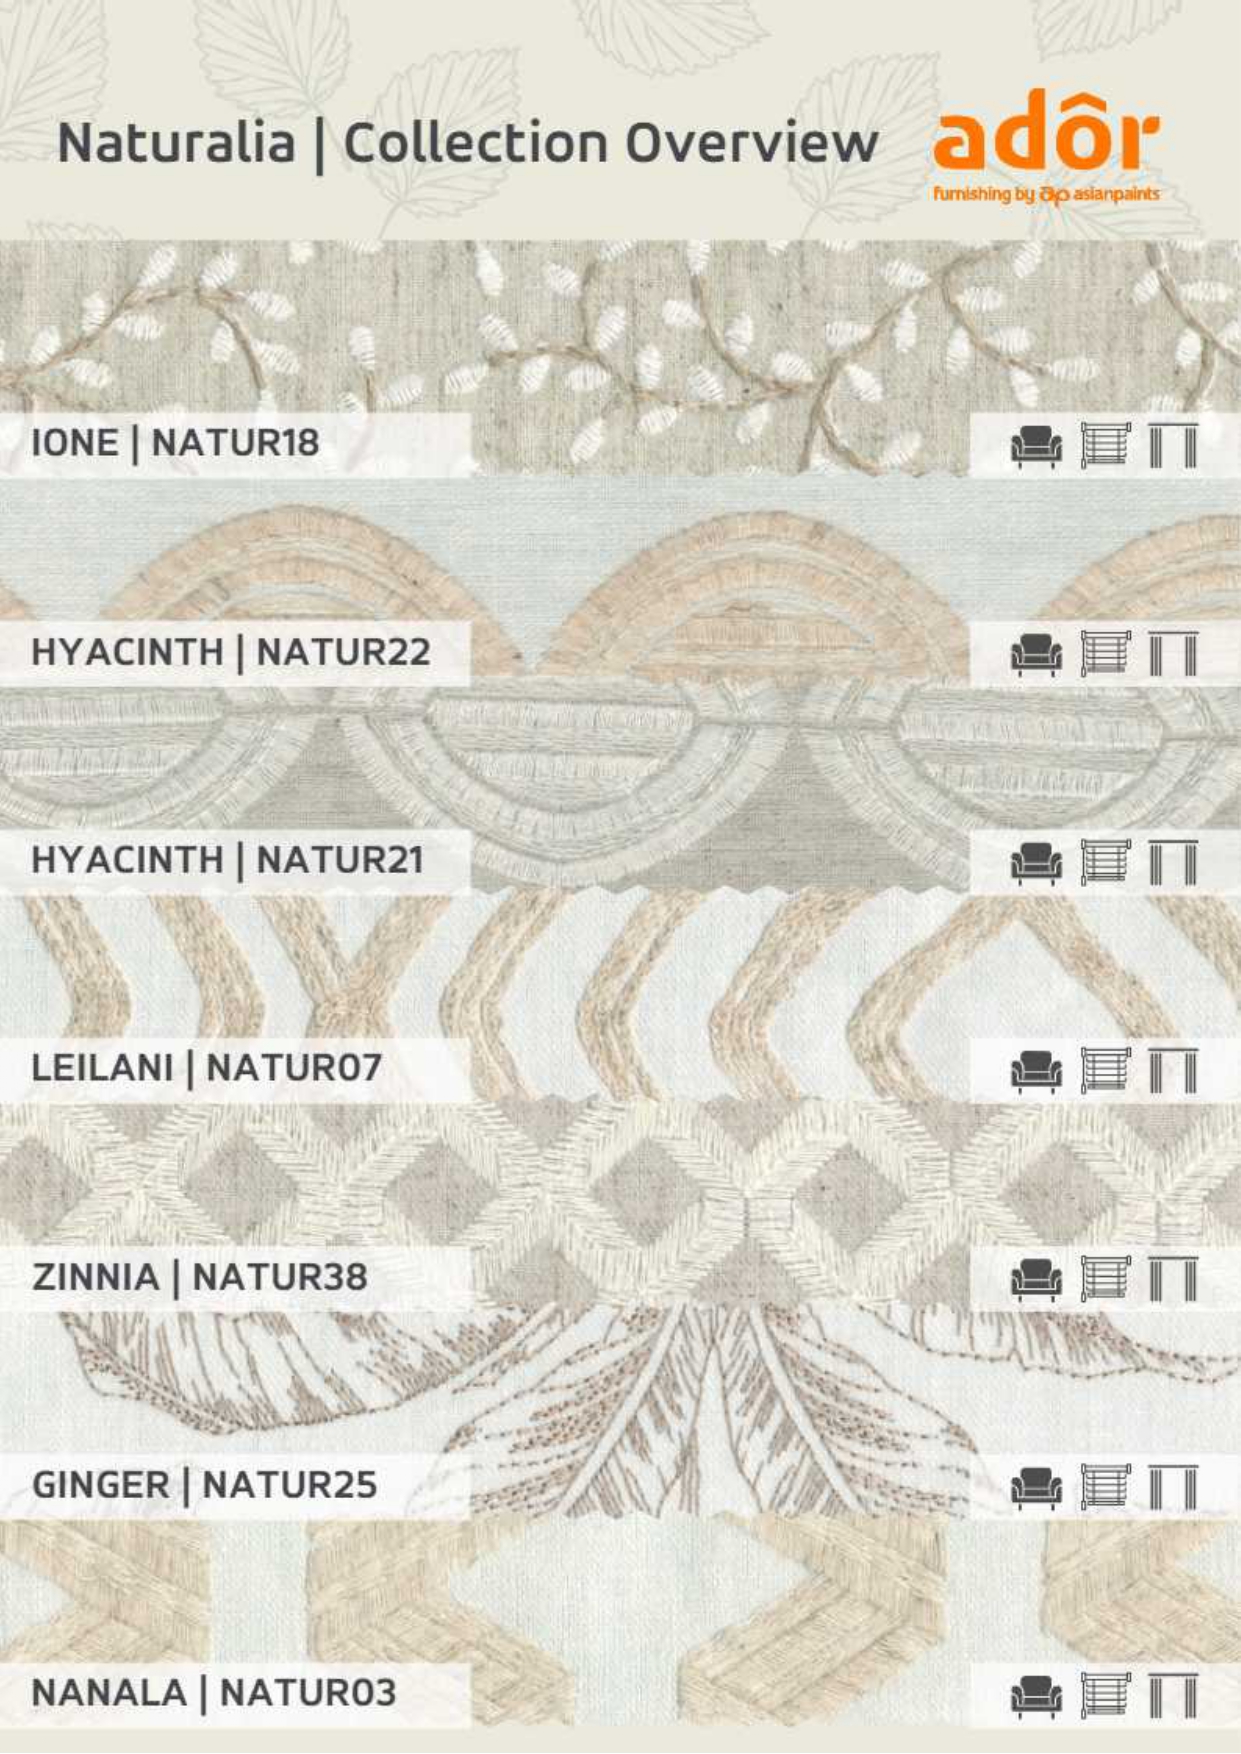 Naturalia | Collection Overview
adôr
furnishing by ap asianpaints
IONE | NATUR18
HYACINTH | NATUR22
HYACINTH | NATUR21
LEILANI | NATUR07
ZINNIA | NATUR38
GINGER | NATUR25
NANALA | NATUR03